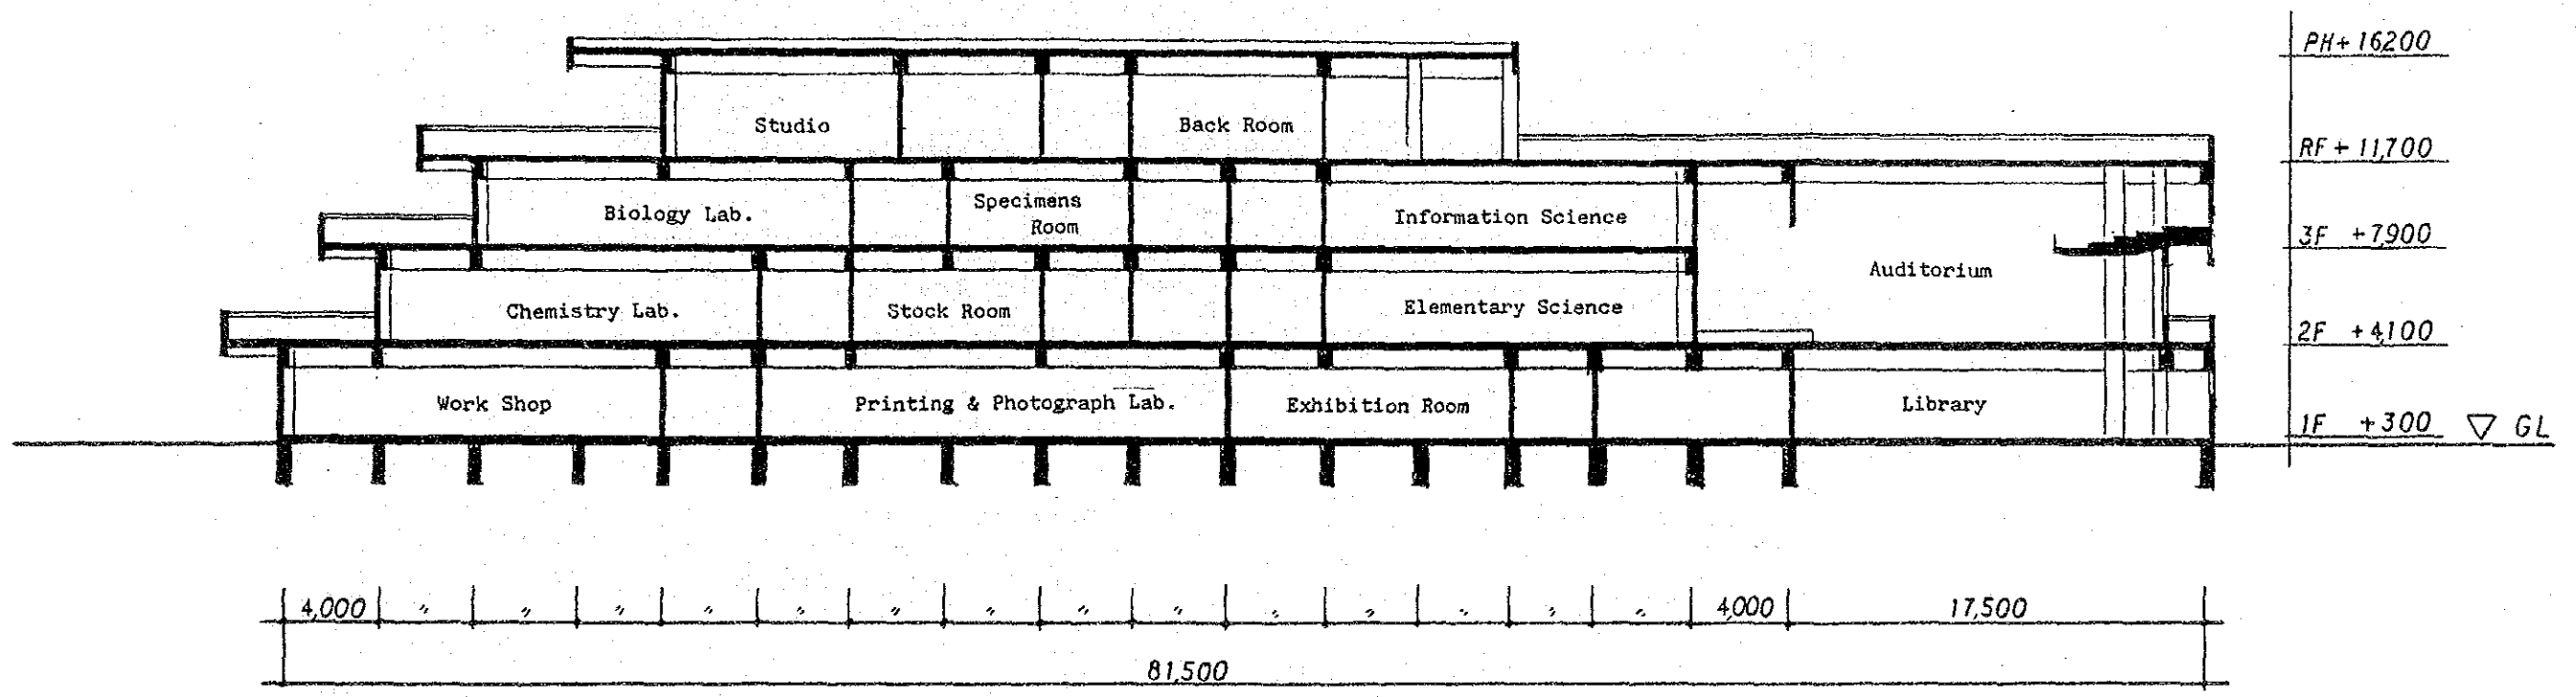 PH+16,200
Studio
Back Room
RF+11,700
Biology Lab.
Specimens
Room
Information Science
3F +7,900
Auditorium
Chemistry Lab.
Stock Room
Elementary Science
2F +4,100
Work Shop
Printing & Photograph Lab.
Exhibition Room
Library
1F +300 ▽ GL
4,000 〃 〃 〃 〃 〃 〃 〃 〃 〃 〃 〃 〃 〃 〃 4,000 17,500
81,500